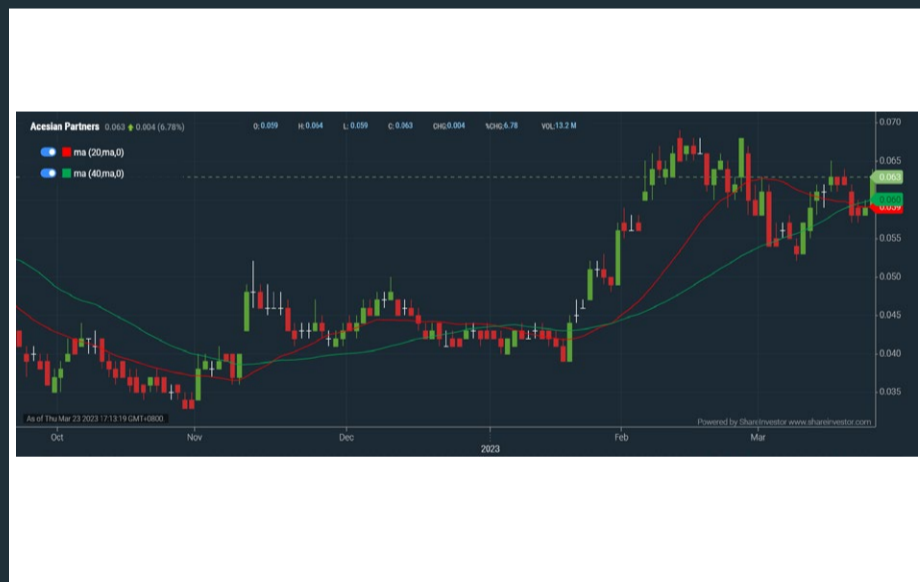 Acesian Partners 0.063 0.004 (6.78%) O: 0.059 H: 0.064 L: 0.059 C: 0.063 CHG:0.004 %CHG:6.78 VOL:13.2 M
ma (20,ma,0)
ma (40,ma,0)
0.070
0.065
0.063
0.060
0.059
0.055
0.050
0.045
0.040
0.035
As of Thu Mar 23 2023 17:13:19 GMT+0800
Powered by ShareInvestor www.shareinvestor.com
Oct Nov Dec Feb Mar
2023